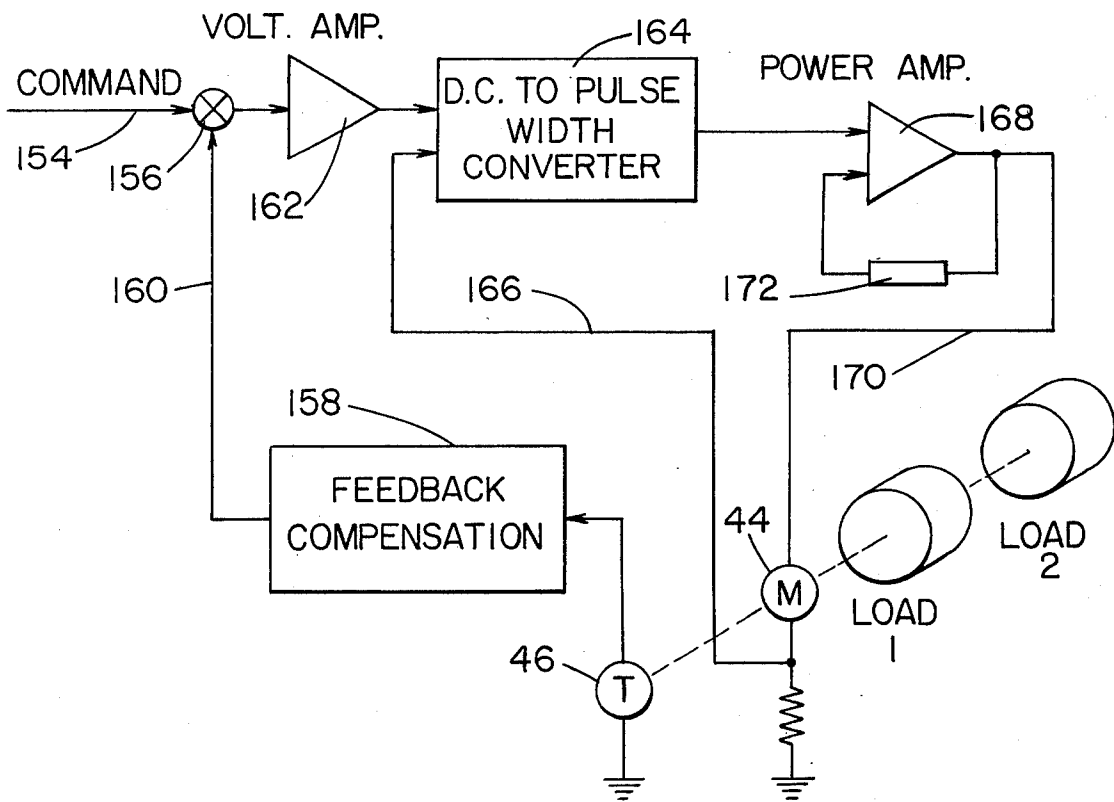 VOLT. AMP.
164
COMMAND
D.C. TO PULSE
WIDTH
CONVERTER
POWER AMP.
168
154
156
162
160
166
172
170
158
FEEDBACK
COMPENSATION
44
M
LOAD
1
LOAD
2
46
T